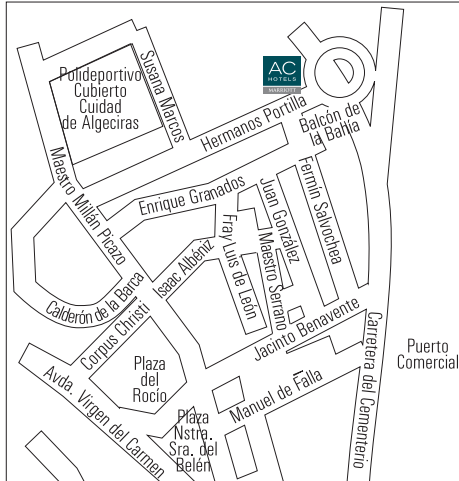 AC
HOTELS
MARRIOTT
Polideportivo
Cubierto
Cuidad
de Algeciras
Susana Marcos
Hermanos Portilla
Balcón de
la Bahía
Maestro Millán Picazo
Enrique Granados
Juan González
Fermín Salvochea
Fray Luis de León
Maestro Serrano
Isaac Albéniz
Calderón de la Barca
Corpus Christi
Jacinto Benavente
Carretera del Cementerio
Puerto
Comercial
Plaza
del
Rocío
Avda. Virgen del Carmen
Manuel de Falla
Plaza
Nstra.
Sra. del
Belén